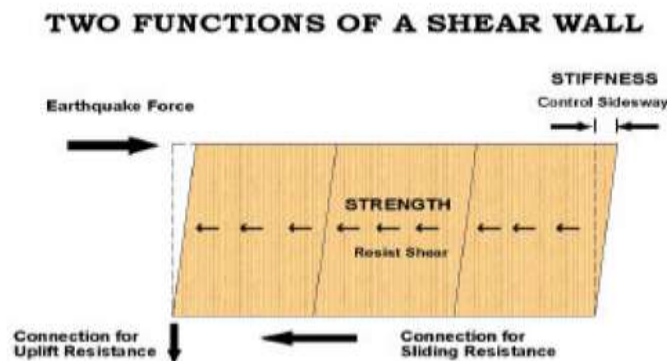 TWO FUNCTIONS OF A SHEAR WALL
STIFFNESS
Control Sidesway
Earthquake Force
STRENGTH
Resist Shear
Connection for
Uplift Resistance
Connection for
Sliding Resistance